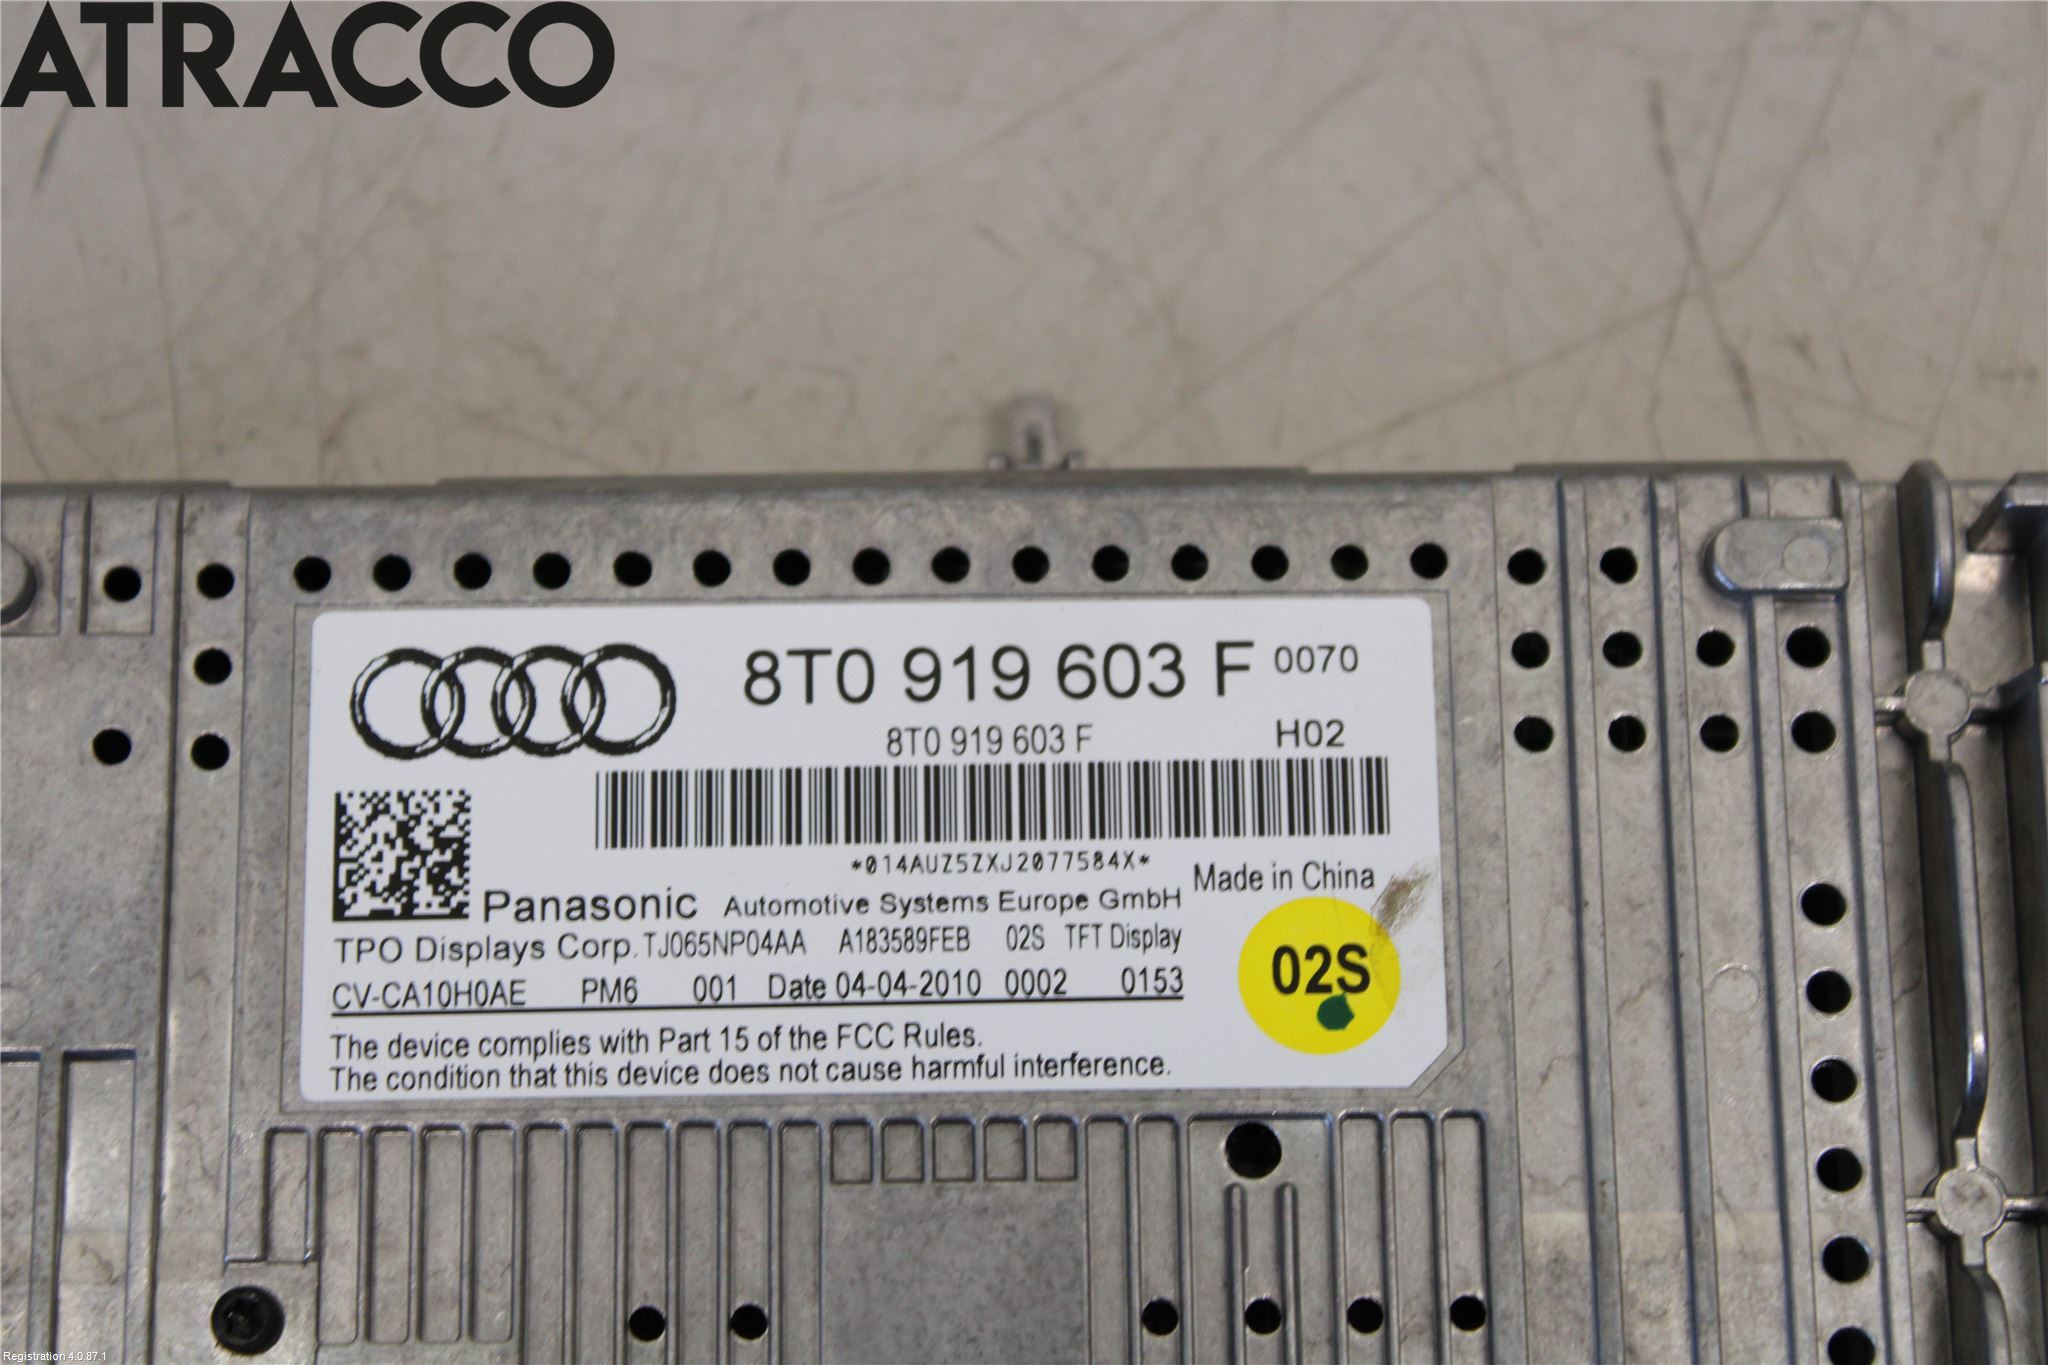 ATRACCO
8T0 919 603 F 0070
8T0 919 603 F H02
*014AUZ5ZXJ2077584X*
Made in China
Panasonic Automotive Systems Europe GmbH
TPO Displays Corp. TJ065NP04AA A183589FEB 02S TFT Display
CV-CA10H0AE PM6 001 Date 04-04-2010 0002 0153
02S
The device complies with Part 15 of the FCC Rules.
The condition that this device does not cause harmful interference.
Registration 4.0.87.1